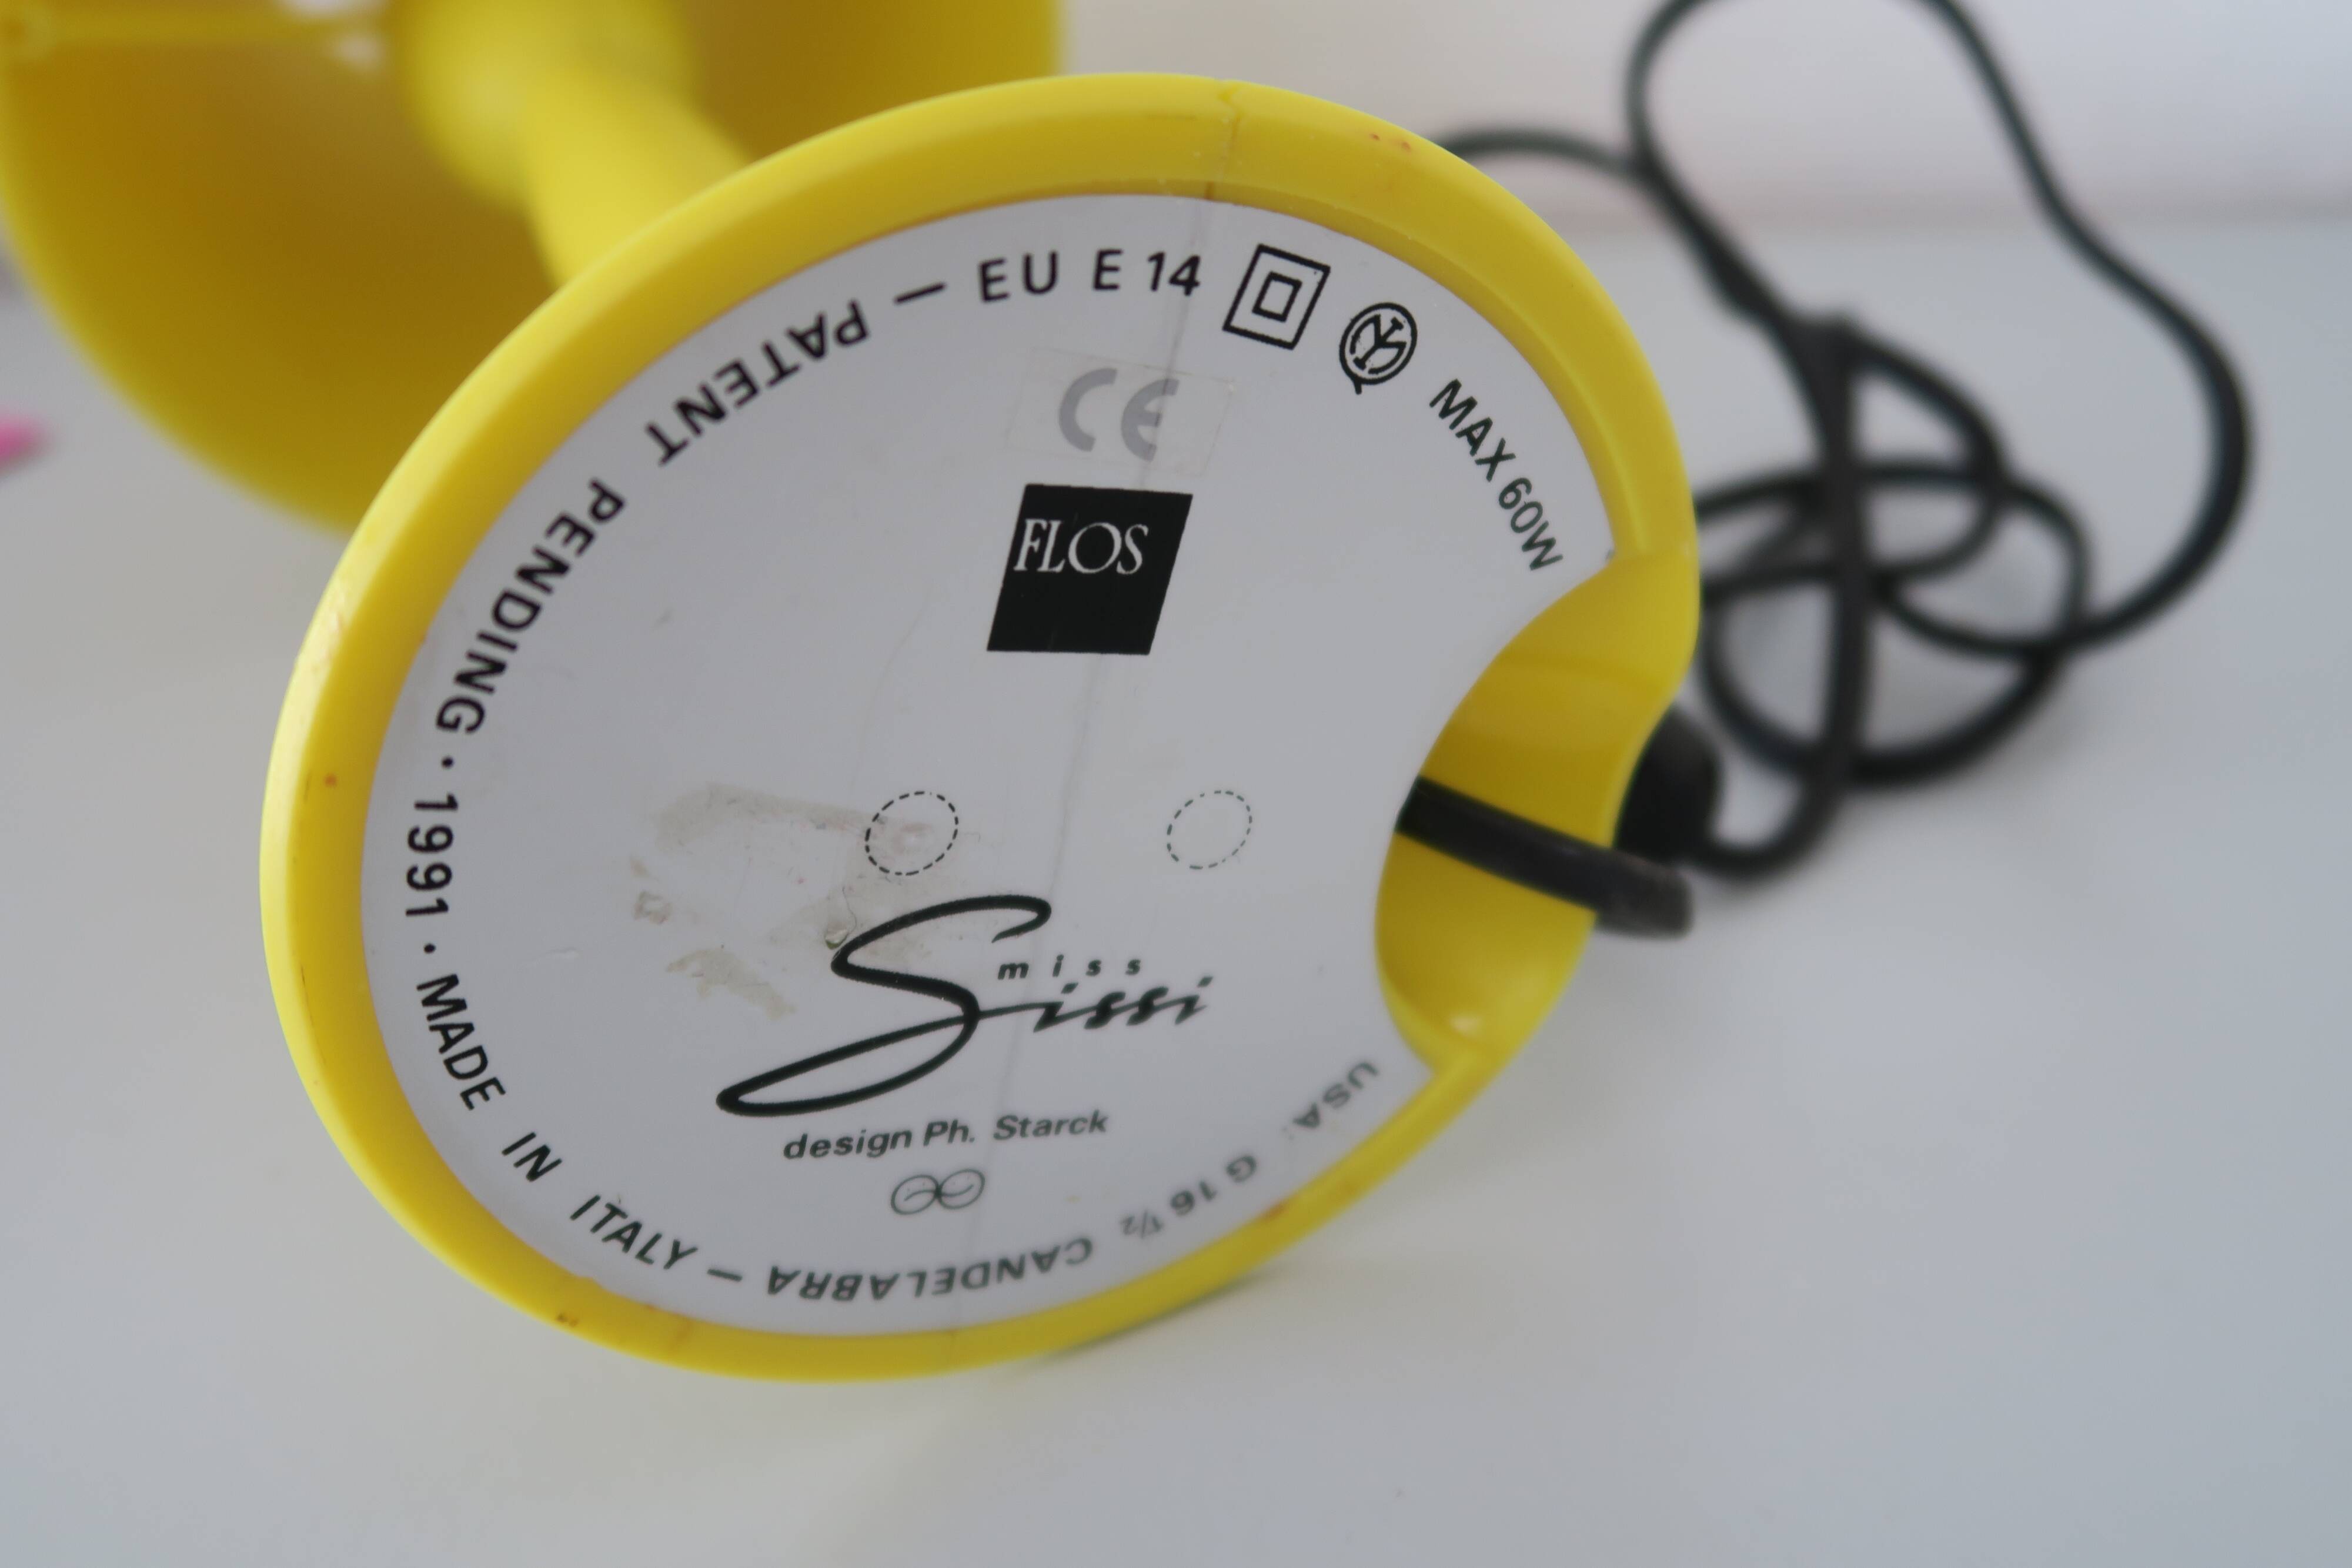 EU E 14
MAX 60W
CE
FLOS
miss
Sissi
design Ph. Starck
PATENT PENDING · 1991 · MADE IN ITALY —
USA: G 16 1/2 CANDELABRA —